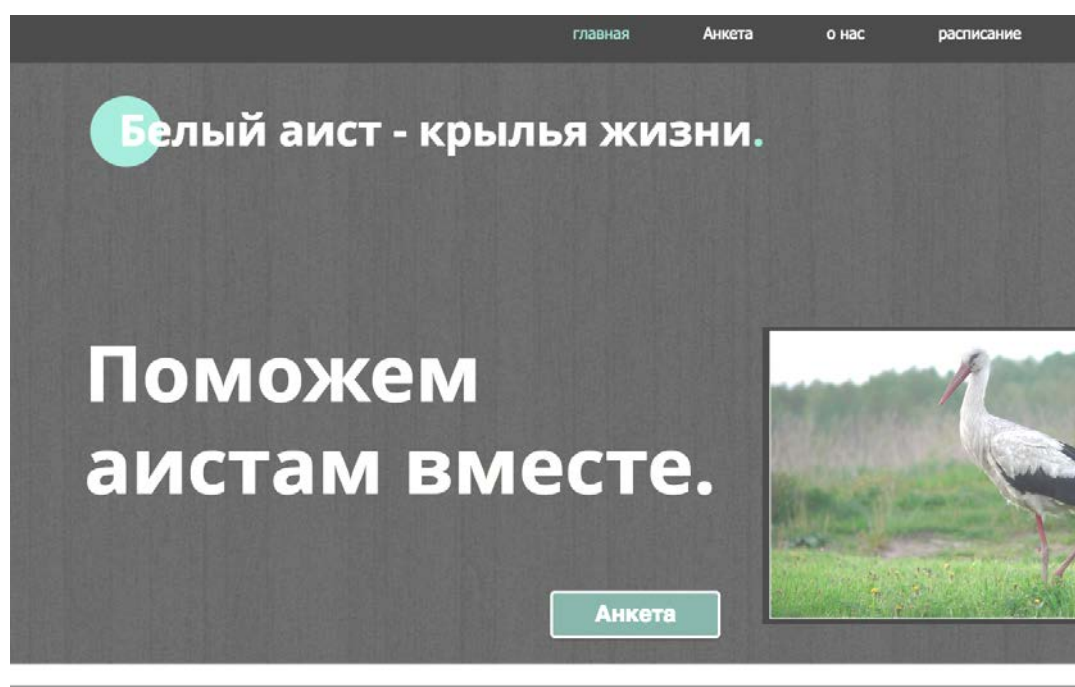 главная Анкета о нас расписание
Белый аист - крылья жизни.
Поможем
аистам вместе.
Анкета